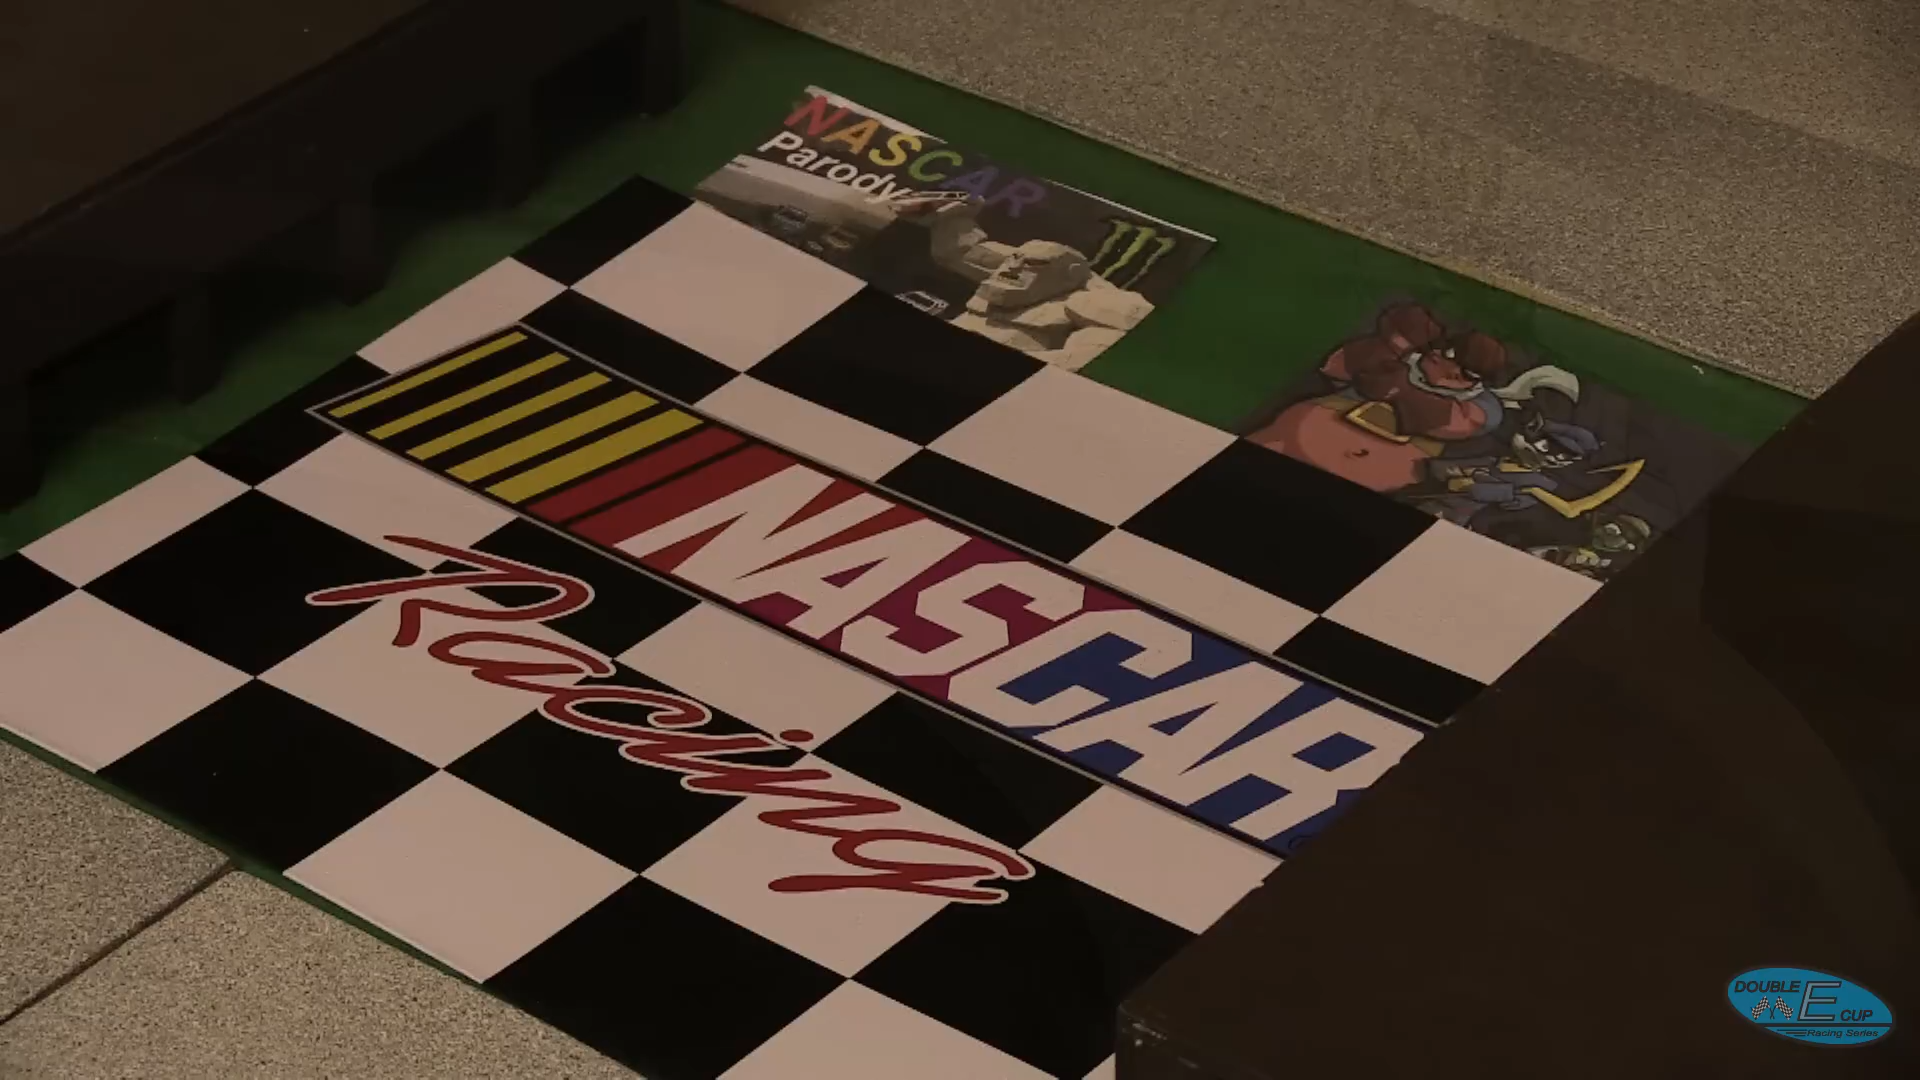 NASCAR
Parody
NASCAR
Racing
DOUBLE
E CUP
Racing Series